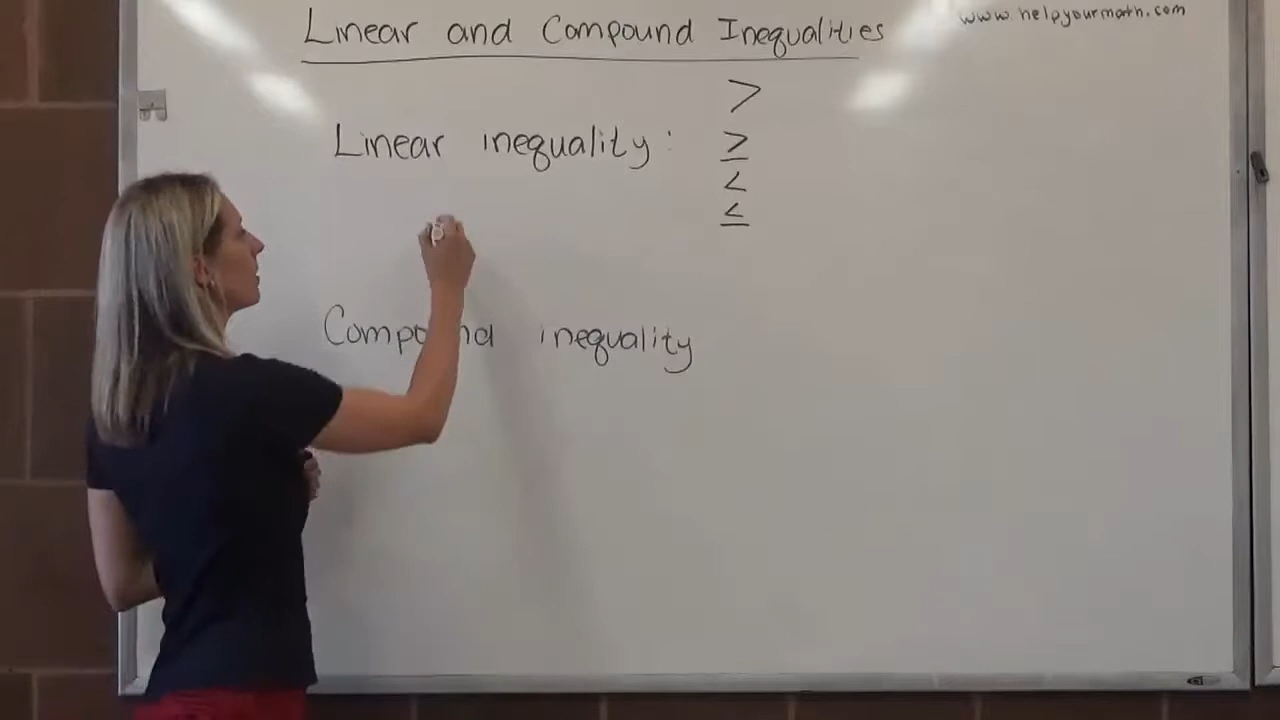 www.helpyourmath.com
Linear and Compound Inequalities
>
Linear inequality: ≥
<
≤
Compound inequality